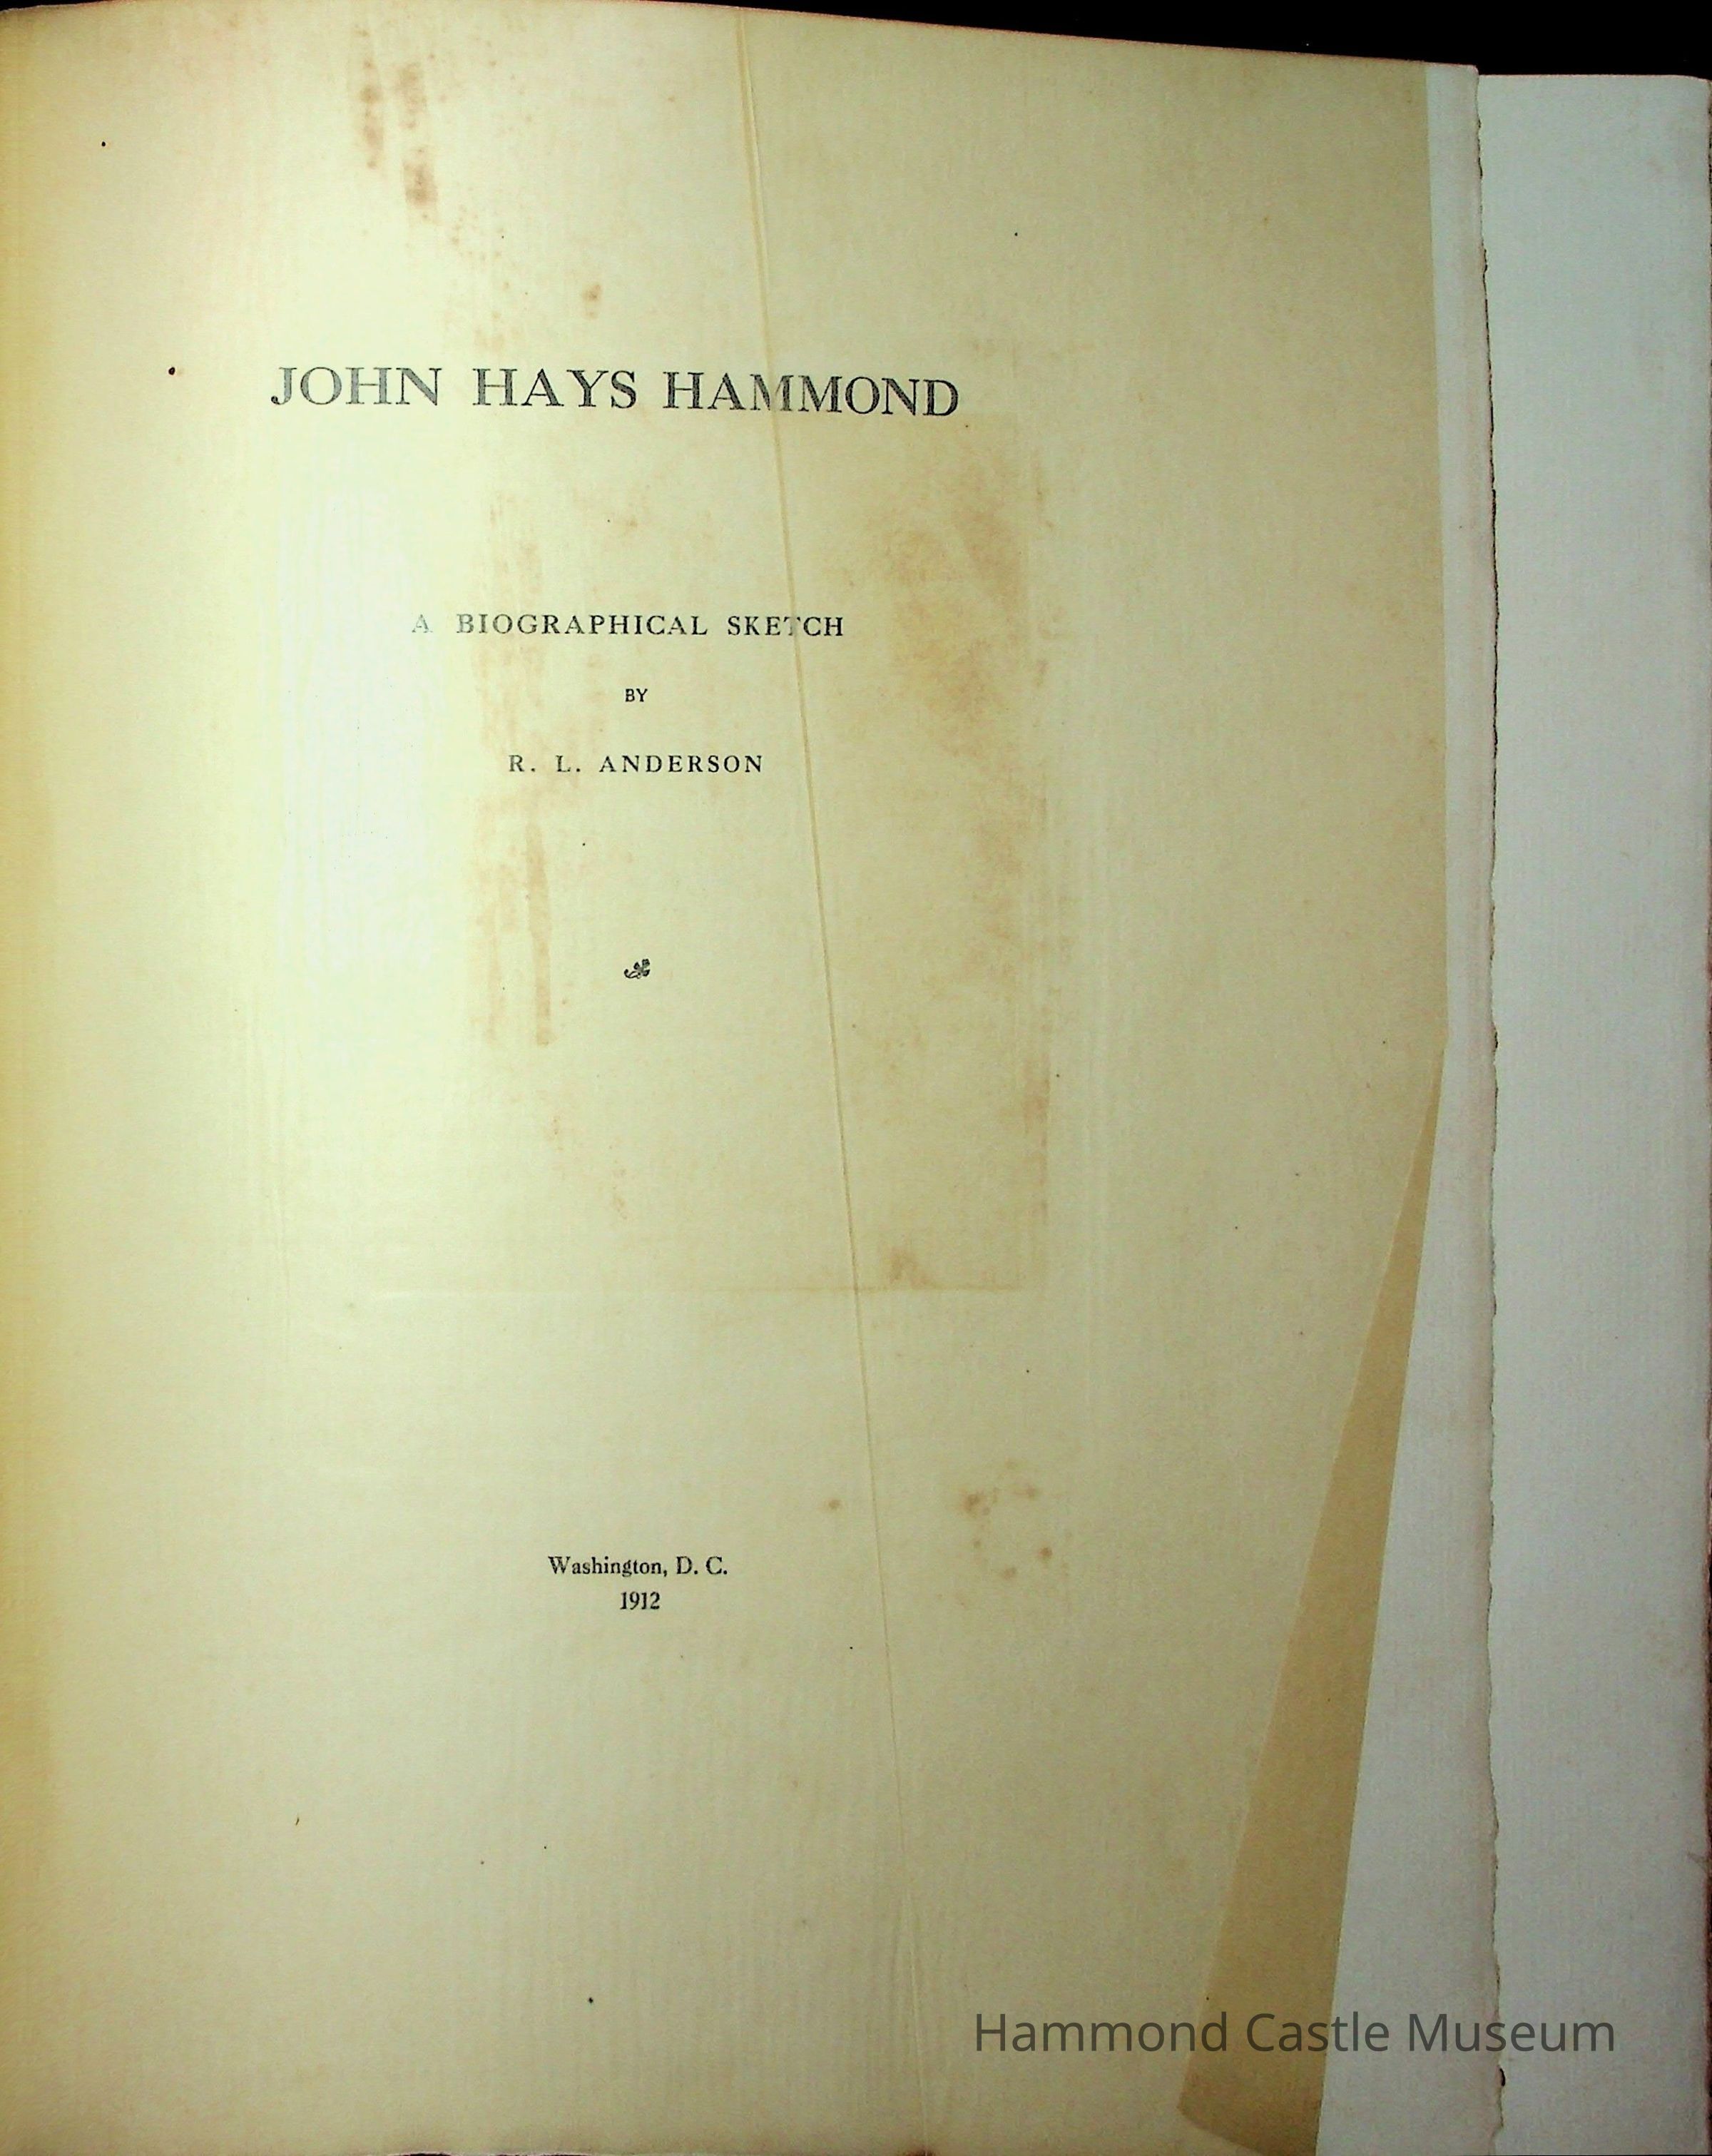 JOHN HAYS HAMMOND
A BIOGRAPHICAL SKETCH
BY
R. L. ANDERSON
Washington, D. C.
1912
Hammond Castle Museum